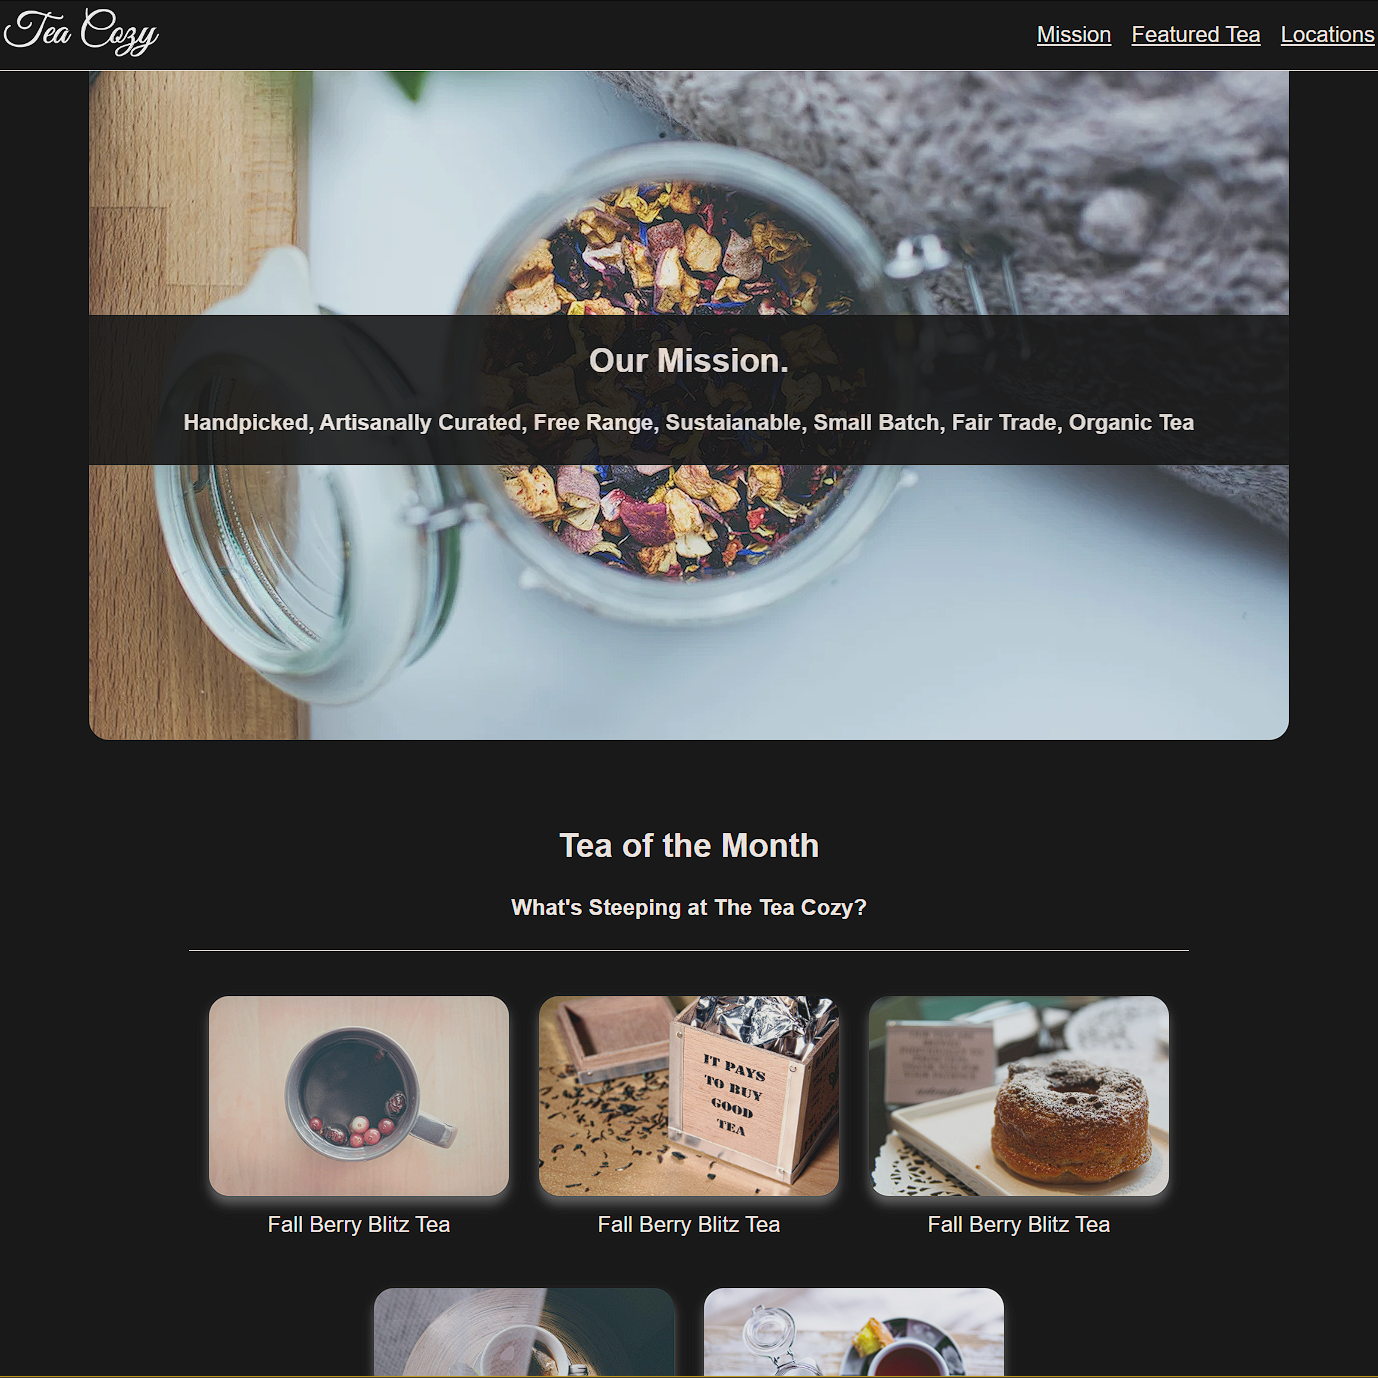 Tea Cozy
Mission Featured Tea Locations
Our Mission.
Handpicked, Artisanally Curated, Free Range, Sustaianable, Small Batch, Fair Trade, Organic Tea
Tea of the Month
What's Steeping at The Tea Cozy?
IT PAYS
TO BUY
GOOD
TEA
Fall Berry Blitz Tea
Fall Berry Blitz Tea
Fall Berry Blitz Tea